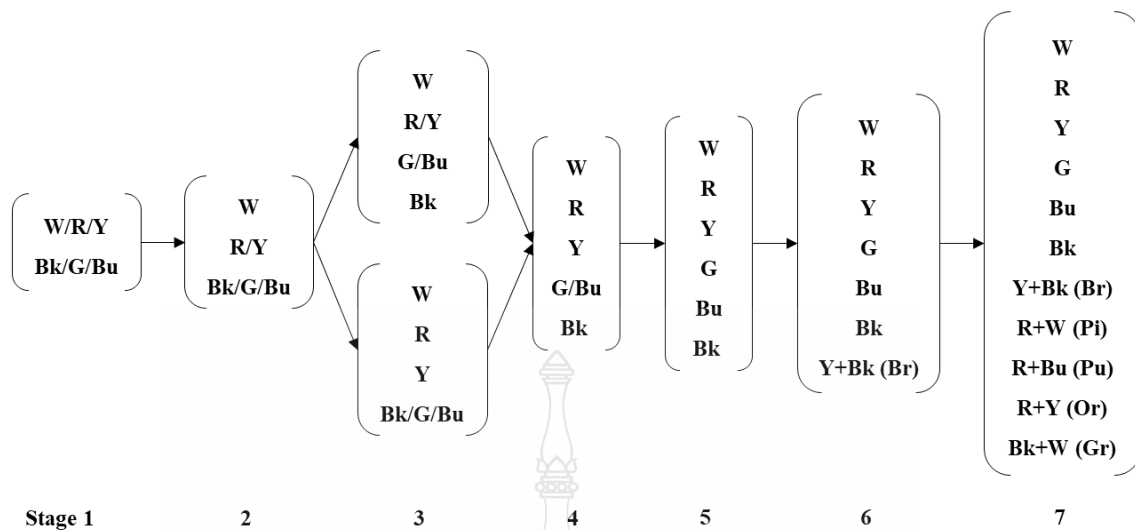 W/R/Y
Bk/G/Bu
W
R/Y
Bk/G/Bu
W
R/Y
G/Bu
Bk
W
R
Y
Bk/G/Bu
W
R
Y
G/Bu
Bk
W
R
Y
G
Bu
Bk
W
R
Y
G
Bu
Bk
Y+Bk (Br)
W
R
Y
G
Bu
Bk
Y+Bk (Br)
R+W (Pi)
R+Bu (Pu)
R+Y (Or)
Bk+W (Gr)
Stage 1 2 3 4 5 6 7